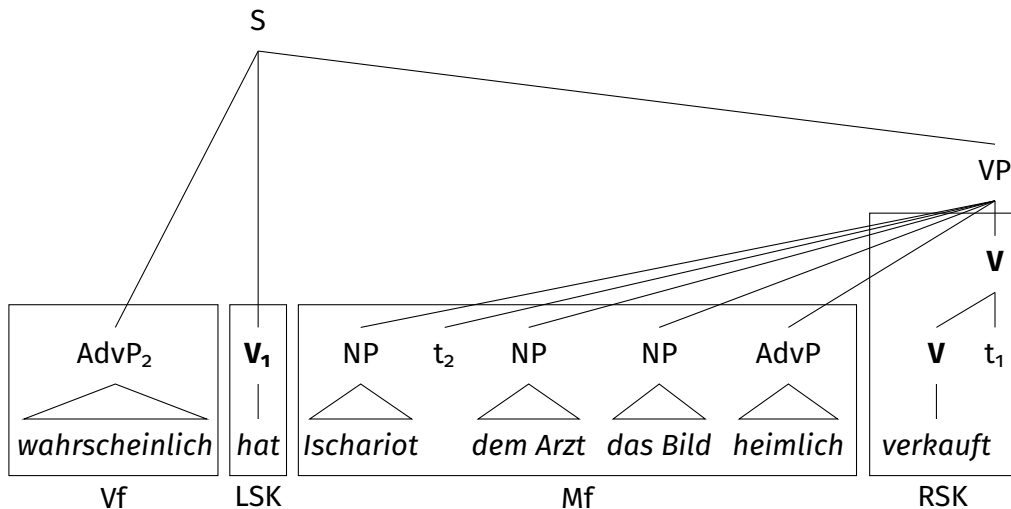 S
VP
V
AdvP₂ V₁ NP t₂ NP NP AdvP V t₁
wahrscheinlich hat Ischariot dem Arzt das Bild heimlich verkauft
Vf LSK Mf RSK